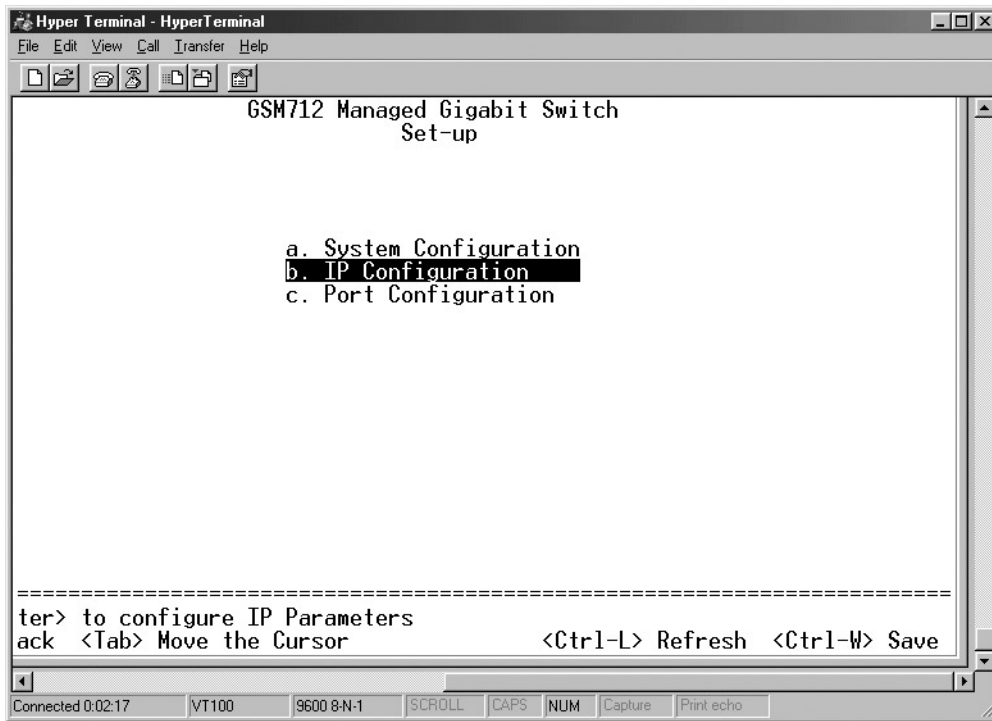 Hyper Terminal - HyperTerminal
File Edit View Call Transfer Help
GSM712 Managed Gigabit Switch
Set-up
a. System Configuration
b. IP Configuration
c. Port Configuration
================================================================================
ter> to configure IP Parameters
ack <Tab> Move the Cursor <Ctrl-L> Refresh <Ctrl-W> Save
Connected 0:02:17 VT100 9600 8-N-1 SCROLL CAPS NUM Capture Print echo